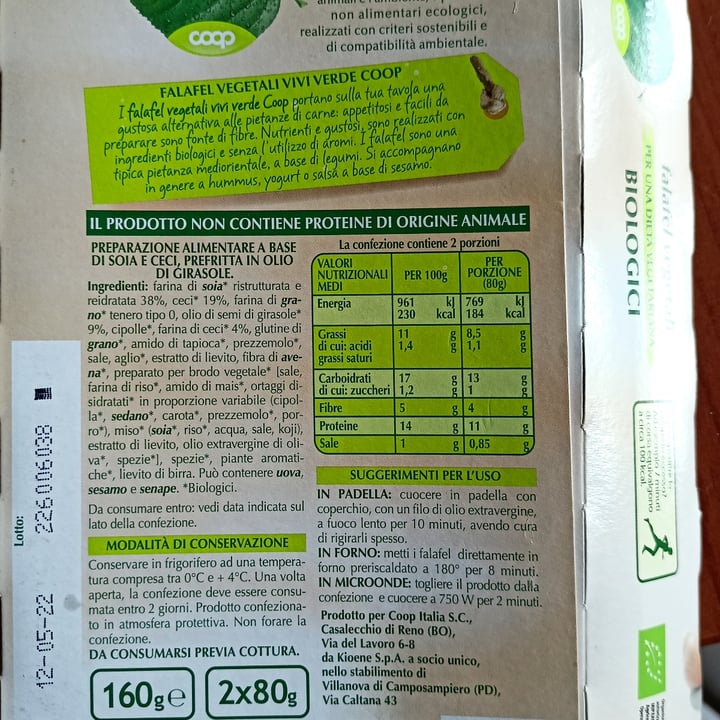 coop
non alimentari ecologici,
realizzati con criteri sostenibili e
di compatibilità ambientale.
FALAFEL VEGETALI VIVI VERDE COOP
I falafel vegetali vivi verde Coop portano sulla tua tavola una
gustosa alternativa alle pietanze di carne: appetitosi e facili da
preparare sono fonte di fibre. Nutrienti e gustosi, sono realizzati con
ingredienti biologici e senza l'utilizzo di aromi. I falafel sono una
tipica pietanza mediorientale, a base di legumi. Si accompagnano
in genere a hummus, yogurt o salsa a base di sesamo.
IL PRODOTTO NON CONTIENE PROTEINE DI ORIGINE ANIMALE
PREPARAZIONE ALIMENTARE A BASE
DI SOIA E CECI, PREFRITTA IN OLIO
DI GIRASOLE.
Ingredienti: farina di soia* ristrutturata e
reidratata 38%, ceci* 19%, farina di gra-
no* tenero tipo 0, olio di semi di girasole*
9%, cipolle*, farina di ceci* 4%, glutine di
grano*, amido di tapioca*, prezzemolo*,
sale, aglio*, estratto di lievito, fibra di ave-
na*, preparato per brodo vegetale* [sale,
farina di riso*, amido di mais*, ortaggi di-
sidratati* in proporzione variabile (cipol-
la*, sedano*, carota*, prezzemolo*, por-
ro*), miso* (soia*, riso*, acqua, sale, koji),
estratto di lievito, olio extravergine di oli-
va*, spezie*], spezie*, piante aromati-
che*, lievito di birra. Può contenere uova,
sesamo e senape. *Biologici.
Da consumare entro: vedi data indicata sul
lato della confezione.
MODALITÀ DI CONSERVAZIONE
Conservare in frigorifero ad una tempera-
tura compresa tra 0°C e + 4°C. Una volta
aperta, la confezione deve essere consu-
mata entro 2 giorni. Prodotto confeziona-
to in atmosfera protettiva. Non forare la
confezione.
DA CONSUMARSI PREVIA COTTURA.
160g e
2x80g
La confezione contiene 2 porzioni
VALORI NUTRIZIONALI MEDI PER 100g PER PORZIONE (80g)
Energia 961 kJ 769 kJ
230 kcal 184 kcal
Grassi 11 g 8,5 g
di cui: acidi grassi saturi 1,4 g 1,1 g
Carboidrati 17 g 13 g
di cui: zuccheri 1,2 g 1 g
Fibre 5 g 4 g
Proteine 14 g 11 g
Sale 1 g 0,85 g
SUGGERIMENTI PER L'USO
IN PADELLA: cuocere in padella con
coperchio, con un filo di olio extravergine,
a fuoco lento per 10 minuti, avendo cura
di rigirarli spesso.
IN FORNO: metti i falafel direttamente in
forno preriscaldato a 180° per 8 minuti.
IN MICROONDE: togliere il prodotto dalla
confezione e cuocere a 750 W per 2 minuti.
Prodotto per Coop Italia S.C.,
Casalecchio di Reno (BO),
Via del Lavoro 6-8
da Kioene S.p.A. a socio unico,
nello stabilimento di
Villanova di Camposampiero (PD),
Via Caltana 43
Lotto:
226006038
12-05-22
coop
PER UNA DIETA VEGETARIANA
BIOLOGICI
di corsa equivalgono
a circa 100 kcal